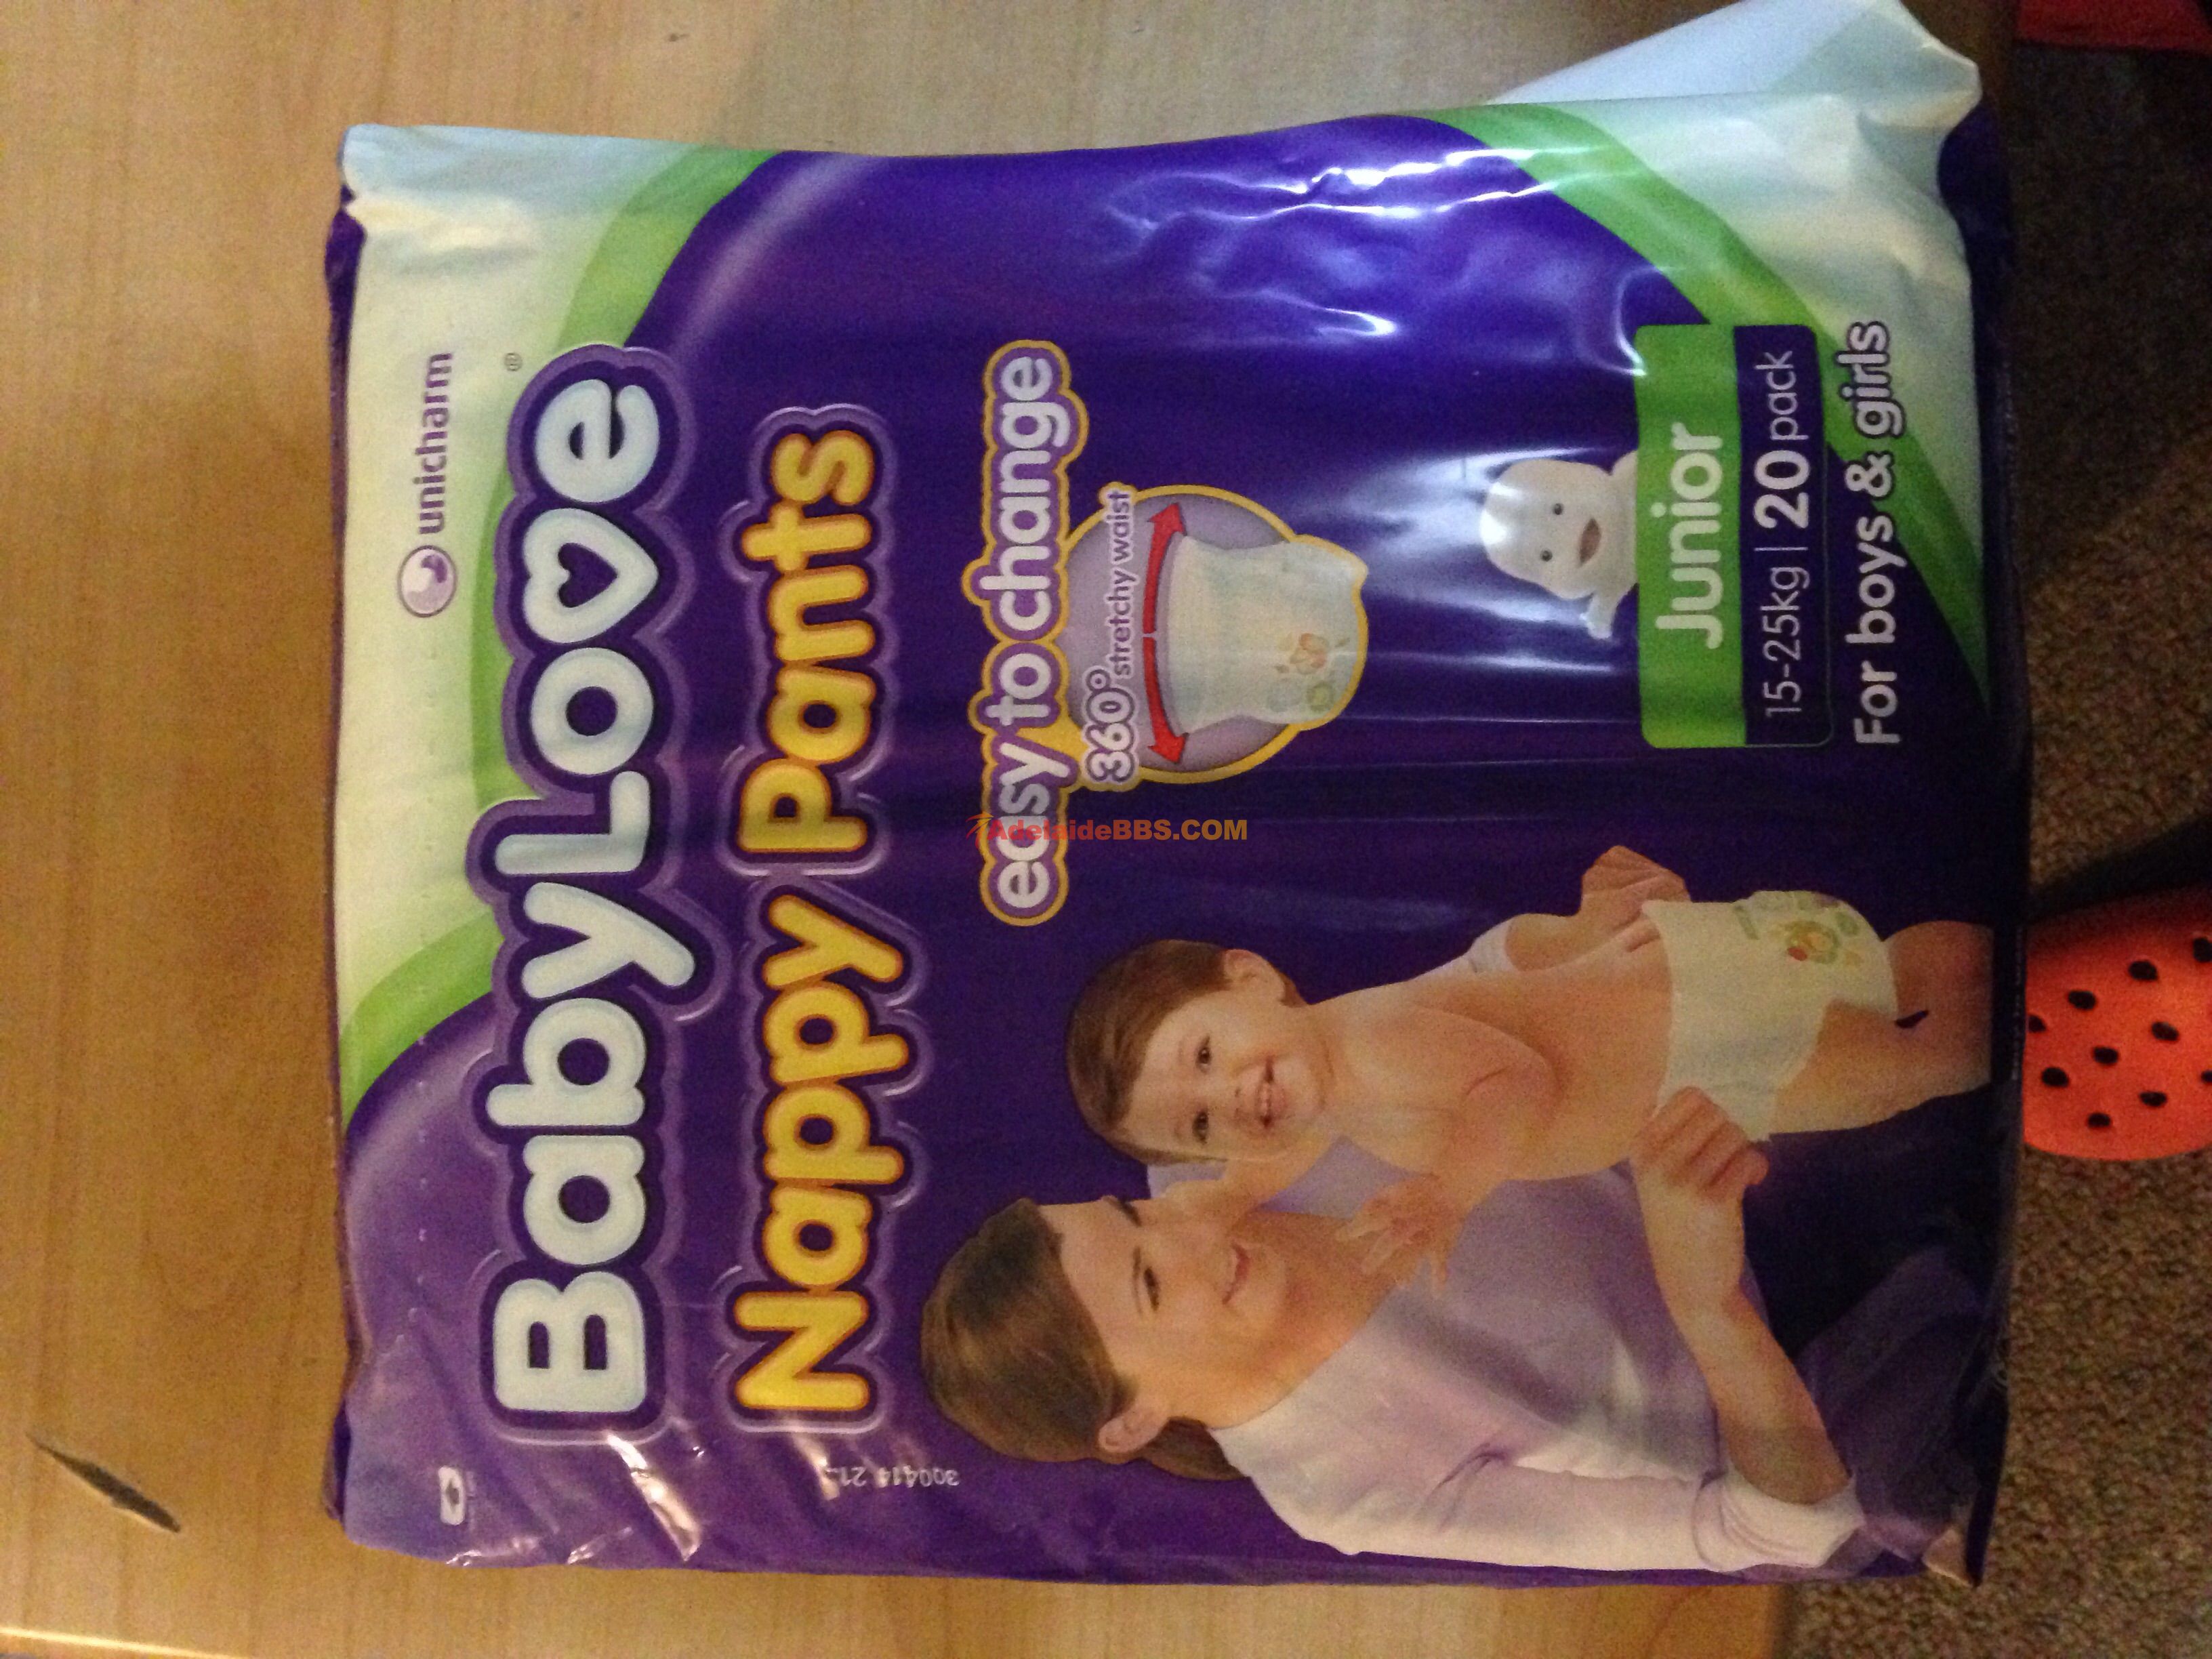 unicharm
BabyLove®
Nappy Pants
easy to change
360° stretchy waist
Junior
15-25kg | 20 pack
For boys & girls
AdelaideBBS.COM